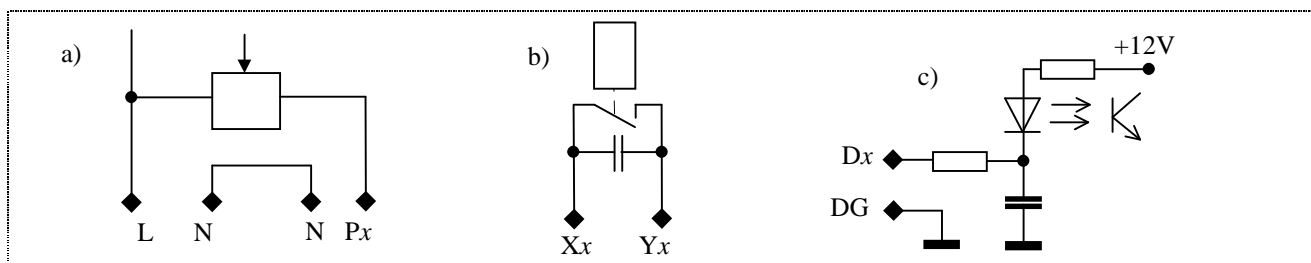 a)
L N N Px
b)
Xx Yx
c)
+12V
Dx
DG